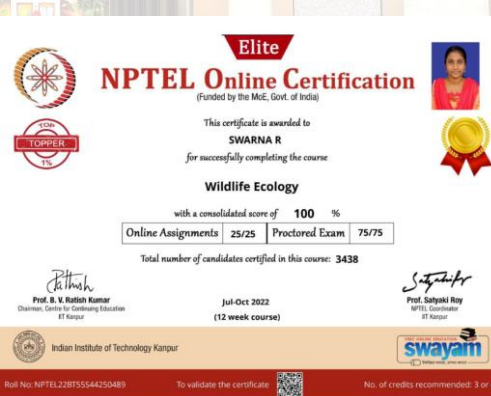 Elite
NPTEL Online Certification
(Funded by the MoE, Govt. of India)
This certificate is awarded to
SWARNA R
for successfully completing the course
TOP
TOPPER
1%
Wildlife Ecology
with a consolidated score of 100 %
Online Assignments 25/25 Proctored Exam 75/75
Total number of candidates certified in this course: 3438
Prof. B. V. Ratish Kumar
Chairman, Centre for Continuing Education
IIT Kanpur
Jul-Oct 2022
(12 week course)
Prof. Satyaki Roy
NPTEL Coordinator
IIT Kanpur
Indian Institute of Technology Kanpur
swayam
Roll No: NPTEL22BT55S44250489 To validate the certificate No. of credits recommended: 3 or